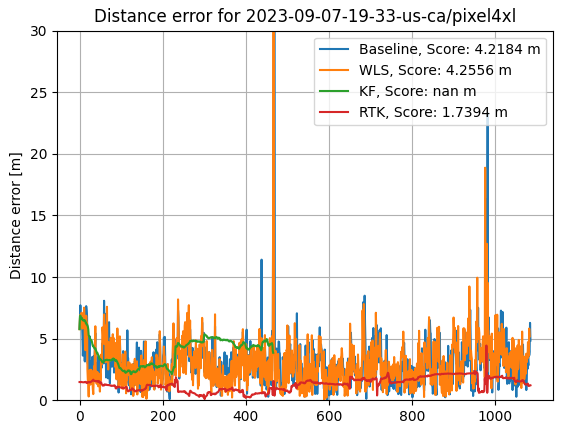 Distance error for 2023-09-07-19-33-us-ca/pixel4xl
Distance error [m]
30
25
20
15
10
5
0
Baseline, Score: 4.2184 m
WLS, Score: 4.2556 m
KF, Score: nan m
RTK, Score: 1.7394 m
0 200 400 600 800 1000